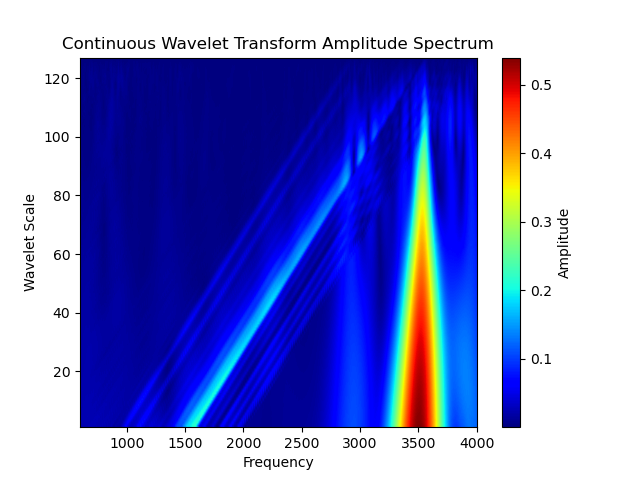 Continuous Wavelet Transform Amplitude Spectrum
120
100
80
60
40
20
Wavelet Scale
1000 1500 2000 2500 3000 3500 4000
Frequency
0.5
0.4
0.3
0.2
0.1
Amplitude